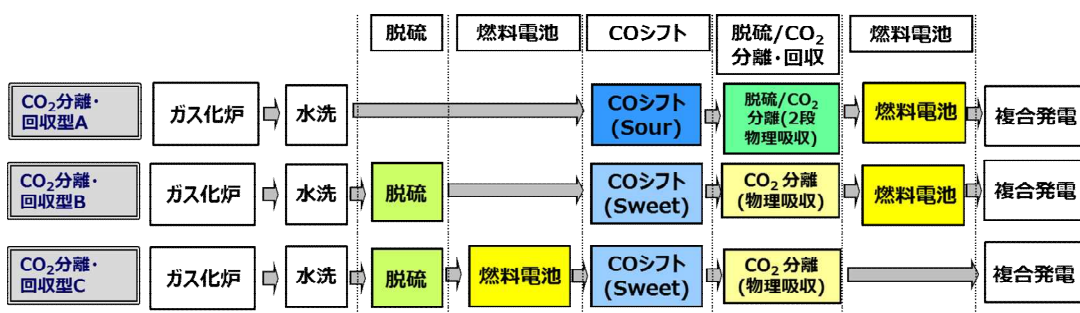 脱硫
燃料電池
COシフト
脱硫/CO₂
分離・回収
燃料電池
CO₂分離・
回収型A
ガス化炉
水洗
COシフト
(Sour)
脱硫/CO₂
分離(2段
物理吸収)
燃料電池
複合発電
CO₂分離・
回収型B
ガス化炉
水洗
脱硫
COシフト
(Sweet)
CO₂分離
(物理吸収)
燃料電池
複合発電
CO₂分離・
回収型C
ガス化炉
水洗
脱硫
燃料電池
COシフト
(Sweet)
CO₂分離
(物理吸収)
複合発電